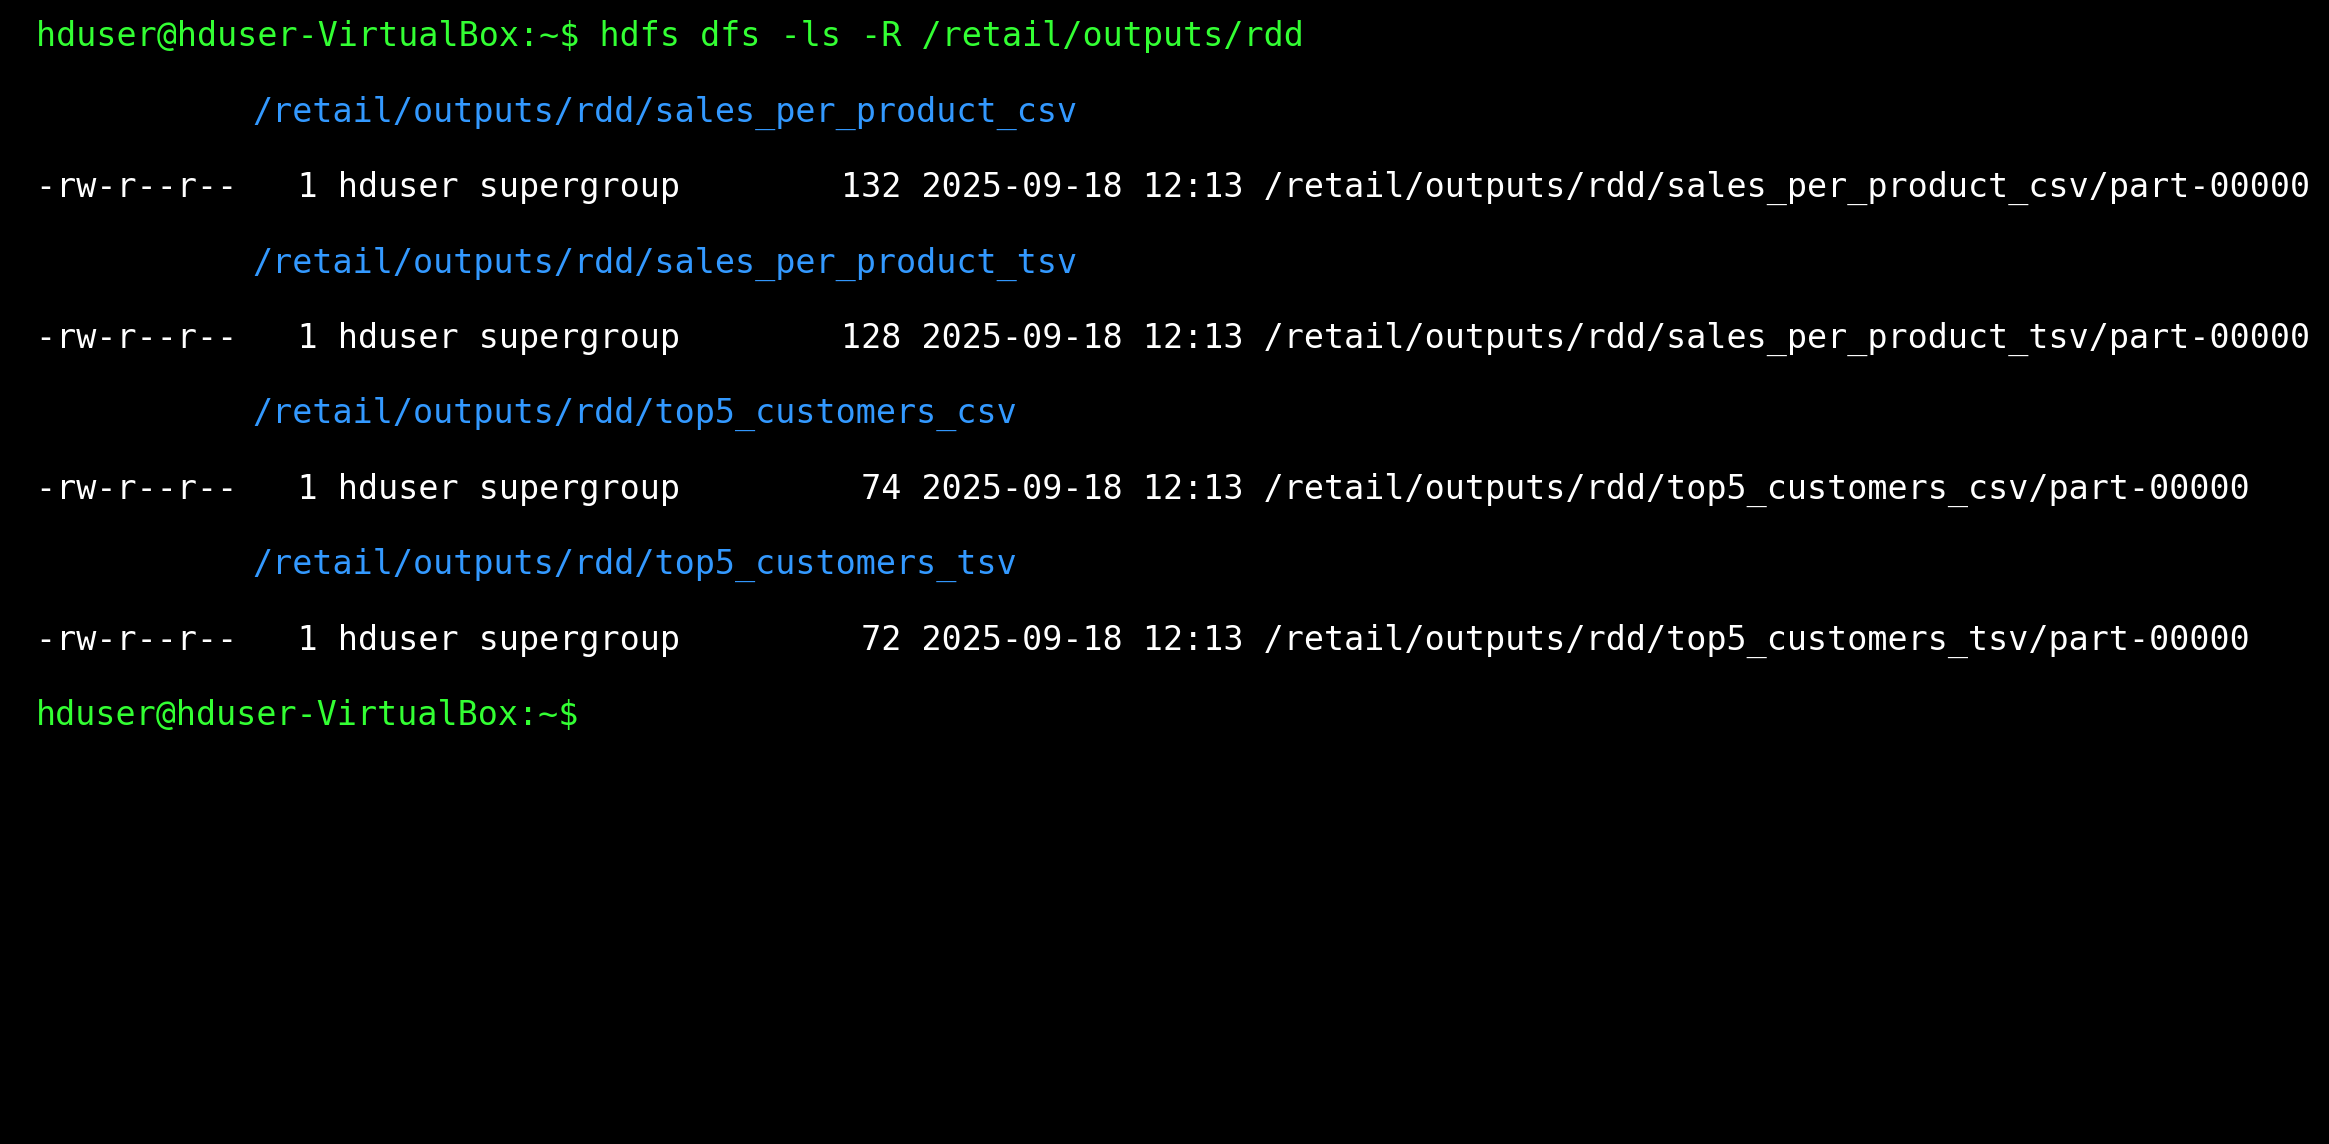 hduser@hduser-VirtualBox:~$ hdfs dfs -ls -R /retail/outputs/rdd
/retail/outputs/rdd/sales_per_product_csv
-rw-r--r--   1 hduser supergroup        132 2025-09-18 12:13 /retail/outputs/rdd/sales_per_product_csv/part-00000
/retail/outputs/rdd/sales_per_product_tsv
-rw-r--r--   1 hduser supergroup        128 2025-09-18 12:13 /retail/outputs/rdd/sales_per_product_tsv/part-00000
/retail/outputs/rdd/top5_customers_csv
-rw-r--r--   1 hduser supergroup         74 2025-09-18 12:13 /retail/outputs/rdd/top5_customers_csv/part-00000
/retail/outputs/rdd/top5_customers_tsv
-rw-r--r--   1 hduser supergroup         72 2025-09-18 12:13 /retail/outputs/rdd/top5_customers_tsv/part-00000
hduser@hduser-VirtualBox:~$